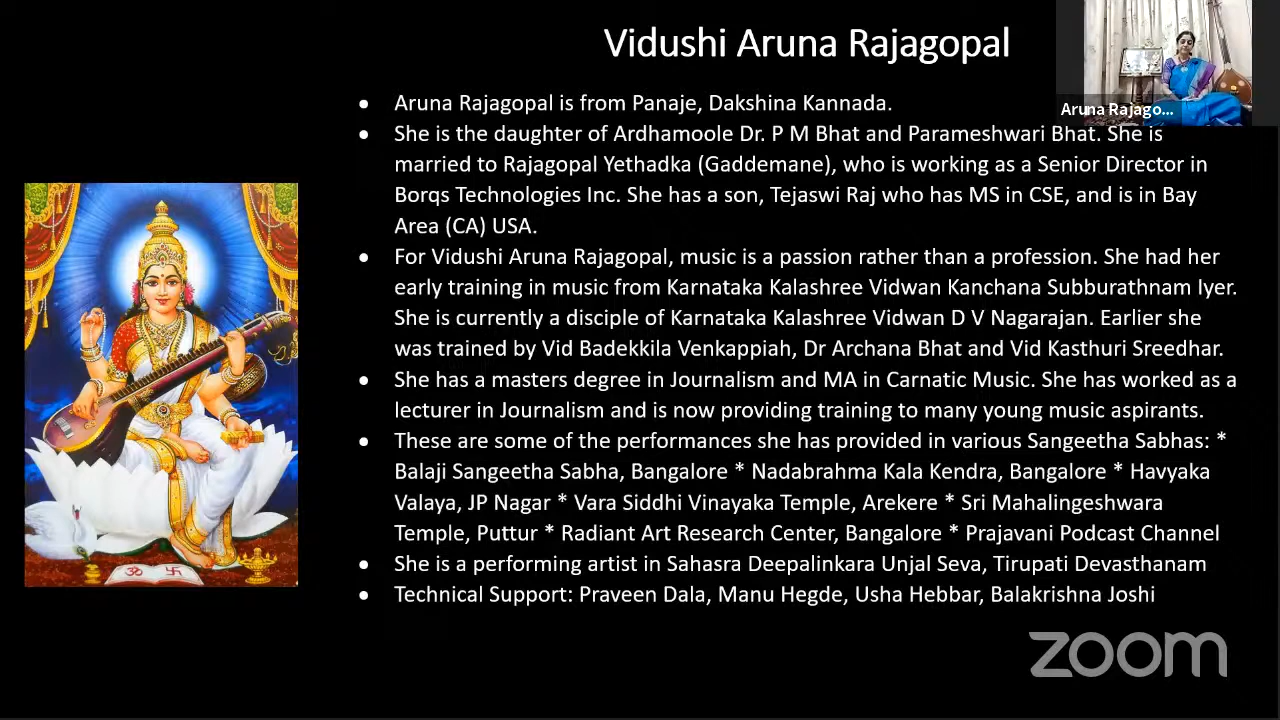 Vidushi Aruna Rajagopal
Aruna Rajago...
● Aruna Rajagopal is from Panaje, Dakshina Kannada.
● She is the daughter of Ardhamoole Dr. P M Bhat and Parameshwari Bhat. She is
married to Rajagopal Yethadka (Gaddemane), who is working as a Senior Director in
Borqs Technologies Inc. She has a son, Tejaswi Raj who has MS in CSE, and is in Bay
Area (CA) USA.
● For Vidushi Aruna Rajagopal, music is a passion rather than a profession. She had her
early training in music from Karnataka Kalashree Vidwan Kanchana Subburathnam Iyer.
She is currently a disciple of Karnataka Kalashree Vidwan D V Nagarajan. Earlier she
was trained by Vid Badekkila Venkappiah, Dr Archana Bhat and Vid Kasthuri Sreedhar.
● She has a masters degree in Journalism and MA in Carnatic Music. She has worked as a
lecturer in Journalism and is now providing training to many young music aspirants.
● These are some of the performances she has provided in various Sangeetha Sabhas: *
Balaji Sangeetha Sabha, Bangalore * Nadabrahma Kala Kendra, Bangalore * Havyaka
Valaya, JP Nagar * Vara Siddhi Vinayaka Temple, Arekere * Sri Mahalingeshwara
Temple, Puttur * Radiant Art Research Center, Bangalore * Prajavani Podcast Channel
● She is a performing artist in Sahasra Deepalinkara Unjal Seva, Tirupati Devasthanam
● Technical Support: Praveen Dala, Manu Hegde, Usha Hebbar, Balakrishna Joshi
ॐ 卐
zoom